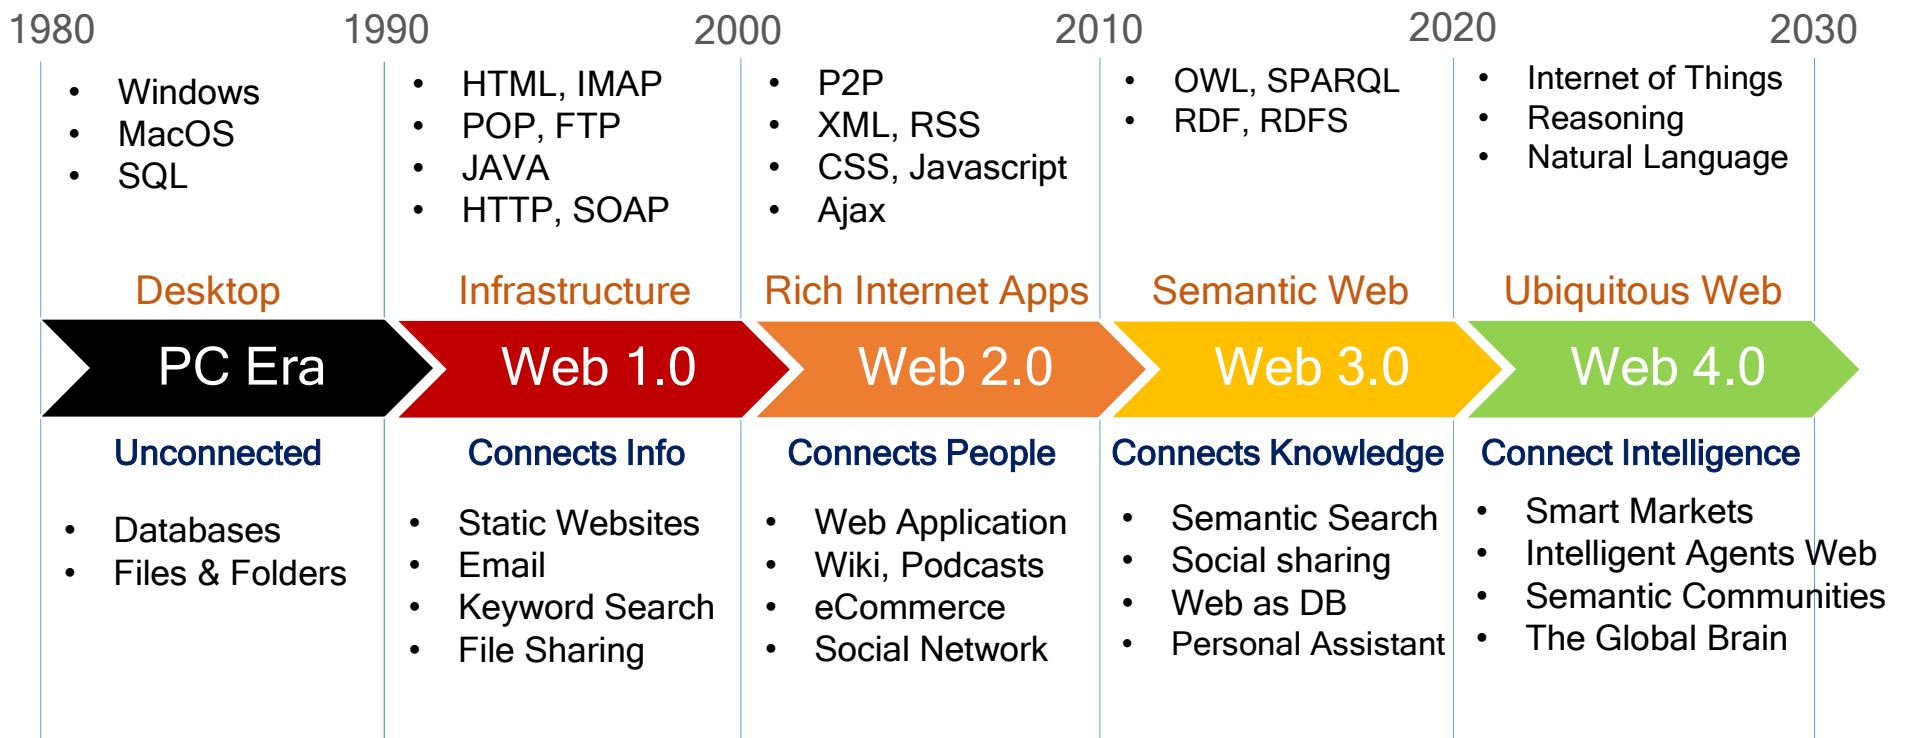 1980 1990 2000 2010 2020 2030
• Windows
• MacOS
• SQL
• HTML, IMAP
• POP, FTP
• JAVA
• HTTP, SOAP
• P2P
• XML, RSS
• CSS, Javascript
• Ajax
• OWL, SPARQL
• RDF, RDFS
• Internet of Things
• Reasoning
• Natural Language
Desktop Infrastructure Rich Internet Apps Semantic Web Ubiquitous Web
PC Era Web 1.0 Web 2.0 Web 3.0 Web 4.0
Unconnected Connects Info Connects People Connects Knowledge Connect Intelligence
• Databases
• Files & Folders
• Static Websites
• Email
• Keyword Search
• File Sharing
• Web Application
• Wiki, Podcasts
• eCommerce
• Social Network
• Semantic Search
• Social sharing
• Web as DB
• Personal Assistant
• Smart Markets
• Intelligent Agents Web
• Semantic Communities
• The Global Brain